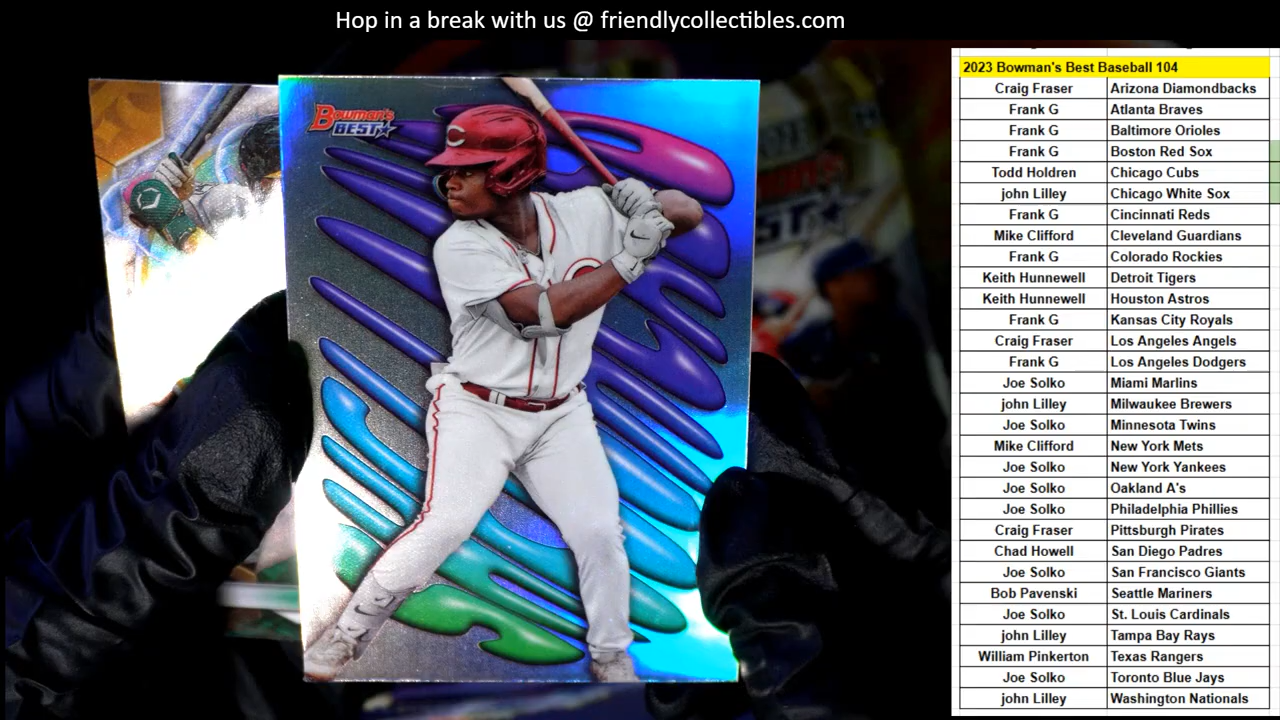 Hop in a break with us @ friendlycollectibles.com
Bowman's
BEST
C
2023 Bowman's Best Baseball 104
Craig Fraser Arizona Diamondbacks
Frank G Atlanta Braves
Frank G Baltimore Orioles
Frank G Boston Red Sox
Todd Holdren Chicago Cubs
john Lilley Chicago White Sox
Frank G Cincinnati Reds
Mike Clifford Cleveland Guardians
Frank G Colorado Rockies
Keith Hunnewell Detroit Tigers
Keith Hunnewell Houston Astros
Frank G Kansas City Royals
Craig Fraser Los Angeles Angels
Frank G Los Angeles Dodgers
Joe Solko Miami Marlins
john Lilley Milwaukee Brewers
Joe Solko Minnesota Twins
Mike Clifford New York Mets
Joe Solko New York Yankees
Joe Solko Oakland A's
Joe Solko Philadelphia Phillies
Craig Fraser Pittsburgh Pirates
Chad Howell San Diego Padres
Joe Solko San Francisco Giants
Bob Pavenski Seattle Mariners
Joe Solko St. Louis Cardinals
john Lilley Tampa Bay Rays
William Pinkerton Texas Rangers
Joe Solko Toronto Blue Jays
john Lilley Washington Nationals